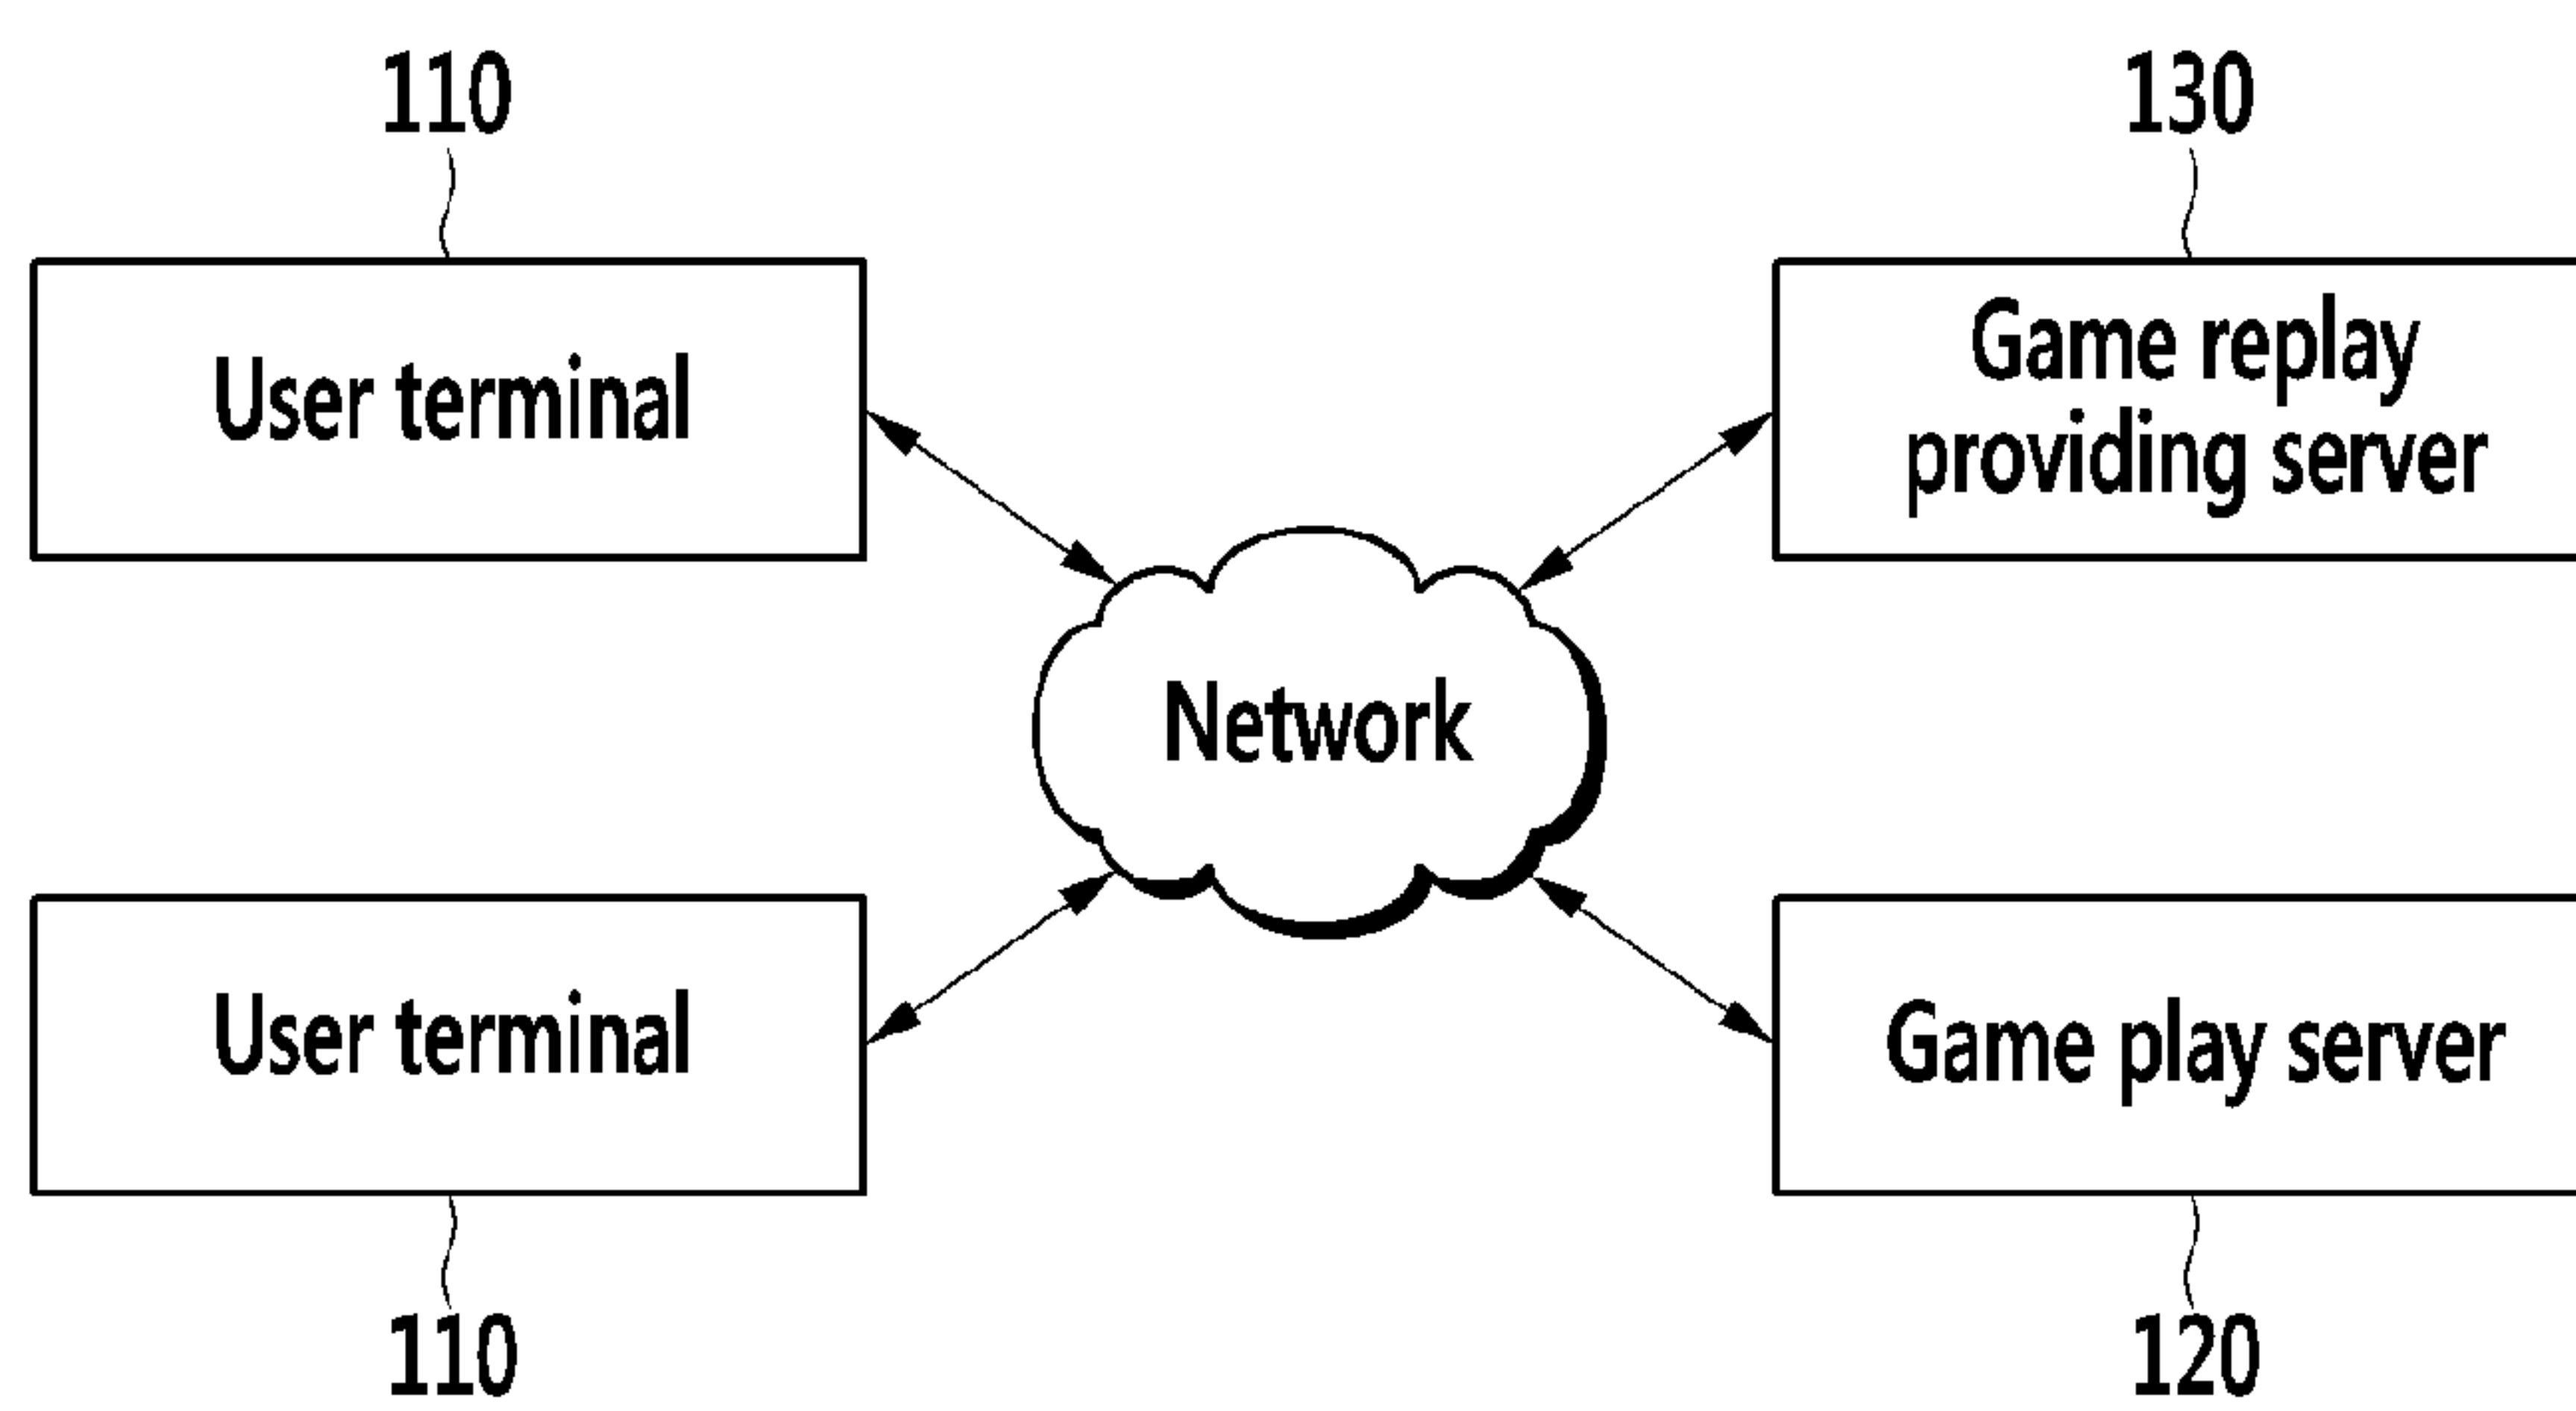 110
130
User terminal
Game replay
providing server
Network
User terminal
Game play server
110
120